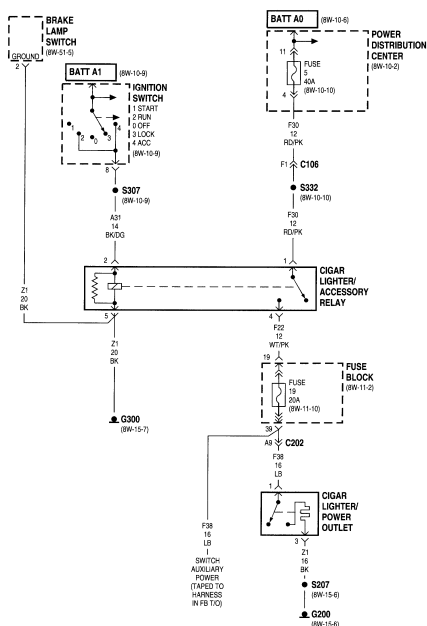 BRAKE
LAMP
SWITCH
(8W-51-5)
GROUND
2
BATT A0
(8W-10-6)
POWER
DISTRIBUTION
CENTER
(8W-10-2)
11
FUSE
5
40A
(8W-10-10)
4
BATT A1
(8W-10-9)
IGNITION
SWITCH
1 START
2 RUN
0 OFF
3 LOCK
4 ACC
(8W-10-9)
1
2
0
3
4
8
F30
12
RD/PK
F1
C106
S307
(8W-10-9)
S332
(8W-10-10)
A31
14
BK/DG
F30
12
RD/PK
2
1
CIGAR
LIGHTER/
ACCESSORY
RELAY
Z1
20
BK
5
4
Z1
20
BK
F22
12
WT/PK
19
FUSE
BLOCK
(8W-11-2)
FUSE
19
20A
(8W-11-10)
G300
(8W-15-7)
39
A9
C202
F38
16
LB
1
CIGAR
LIGHTER/
POWER
OUTLET
F38
16
LB
SWITCH
AUXILIARY
POWER
(TAPED TO
HARNESS
IN FB T/O)
3
Z1
16
BK
S207
(8W-15-6)
G200
(8W-15-6)